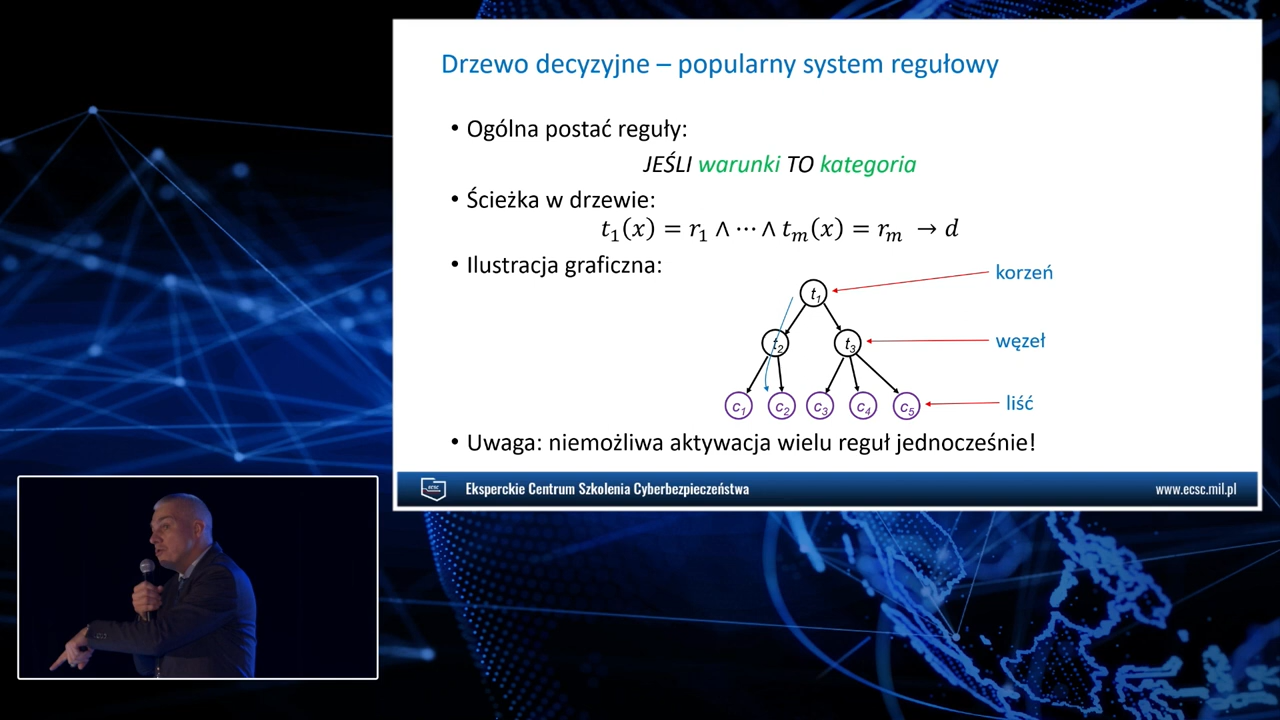 Drzewo decyzyjne – popularny system regułowy
• Ogólna postać reguły:
JEŚLI warunki TO kategoria
• Ścieżka w drzewie:
t₁(x) = r₁ ∧ ⋯ ∧ tₘ(x) = rₘ → d
• Ilustracja graficzna:
korzeń
t₁
węzeł
t₂ t₃
liść
c₁ c₂ c₃ c₄ c₅
• Uwaga: niemożliwa aktywacja wielu reguł jednocześnie!
ecsc
Eksperckie Centrum Szkolenia Cyberbezpieczeństwa
www.ecsc.mil.pl